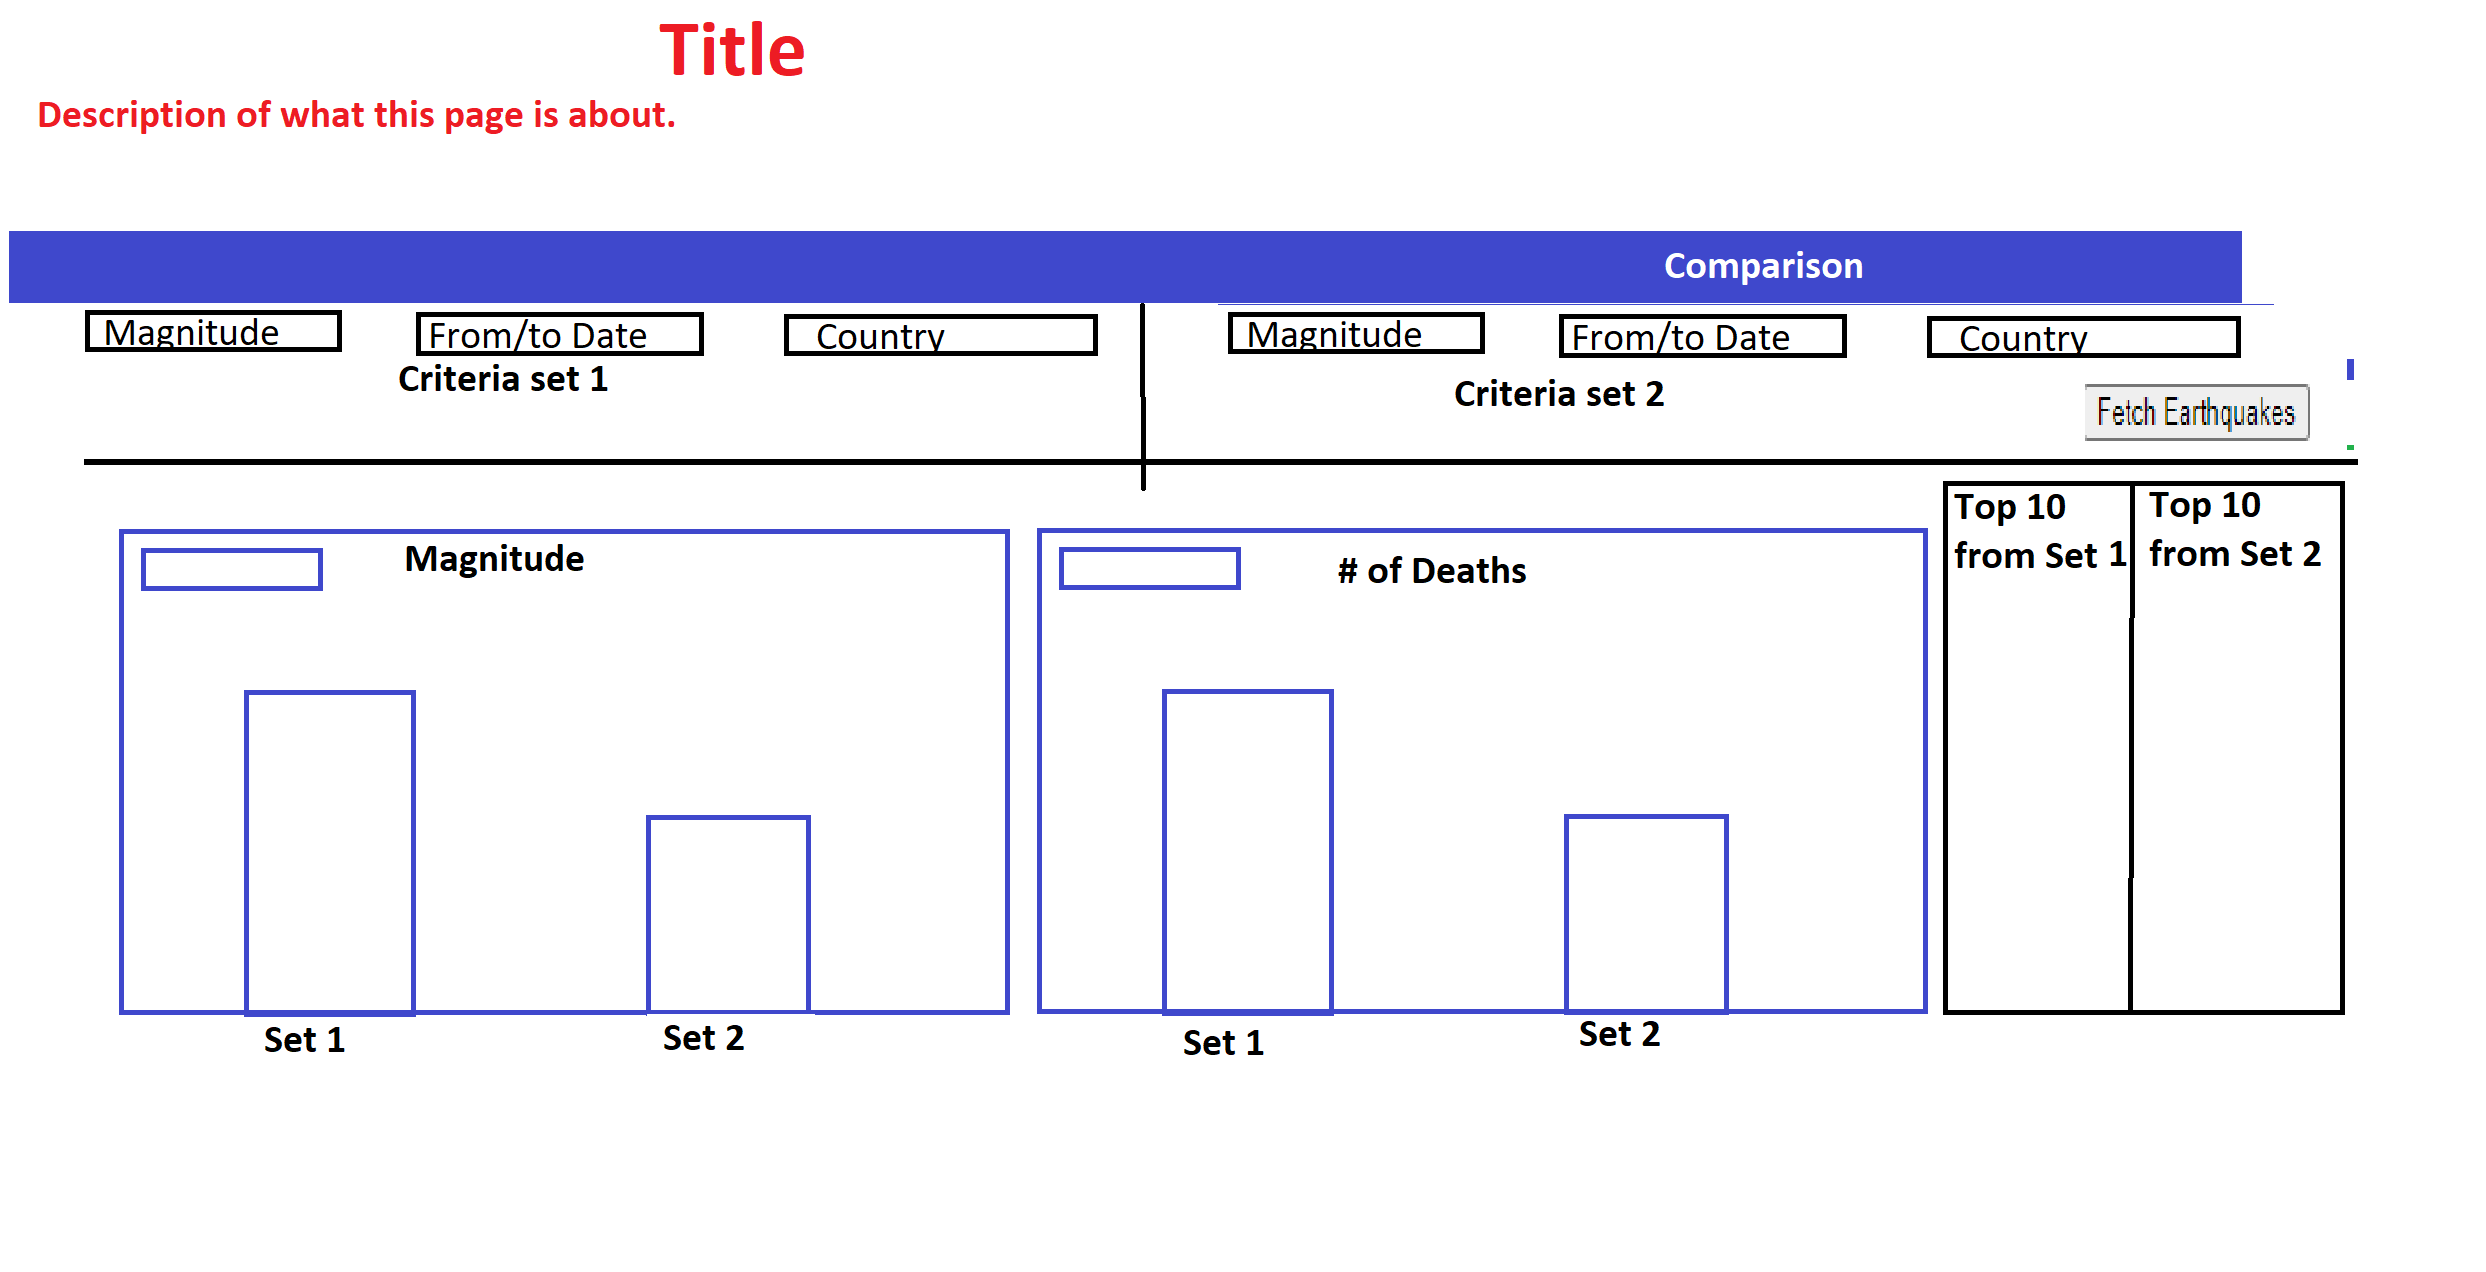 Title
Description of what this page is about.
Comparison
Magnitude
From/to Date
Country
Magnitude
From/to Date
Country
Criteria set 1
Criteria set 2
Fetch Earthquakes
Magnitude
# of Deaths
Top 10
from Set 1
Top 10
from Set 2
Set 1
Set 2
Set 1
Set 2